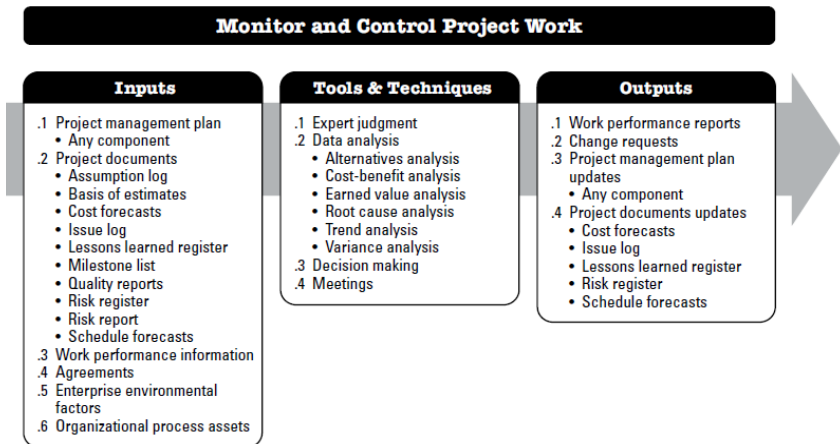 Monitor and Control Project Work
Inputs
.1 Project management plan
• Any component
.2 Project documents
• Assumption log
• Basis of estimates
• Cost forecasts
• Issue log
• Lessons learned register
• Milestone list
• Quality reports
• Risk register
• Risk report
• Schedule forecasts
.3 Work performance information
.4 Agreements
.5 Enterprise environmental
factors
.6 Organizational process assets
Tools & Techniques
.1 Expert judgment
.2 Data analysis
• Alternatives analysis
• Cost-benefit analysis
• Earned value analysis
• Root cause analysis
• Trend analysis
• Variance analysis
.3 Decision making
.4 Meetings
Outputs
.1 Work performance reports
.2 Change requests
.3 Project management plan
updates
• Any component
.4 Project documents updates
• Cost forecasts
• Issue log
• Lessons learned register
• Risk register
• Schedule forecasts